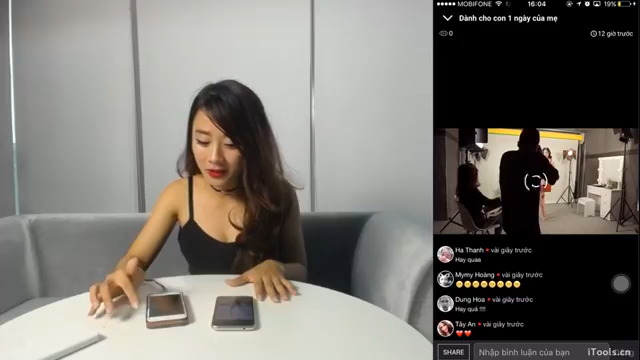 MOBIFONE 16:04 19%
Dành cho con 1 ngày của mẹ
0 12 giờ trước
Ha Thanh vài giây trước
Hay quaa
Mymy Hoàng vài giây trước
Dung Hoa vài giây trước
Hay quá
Tây An vài giây trước
SHARE Nhập bình luận của bạn
iTools.cn